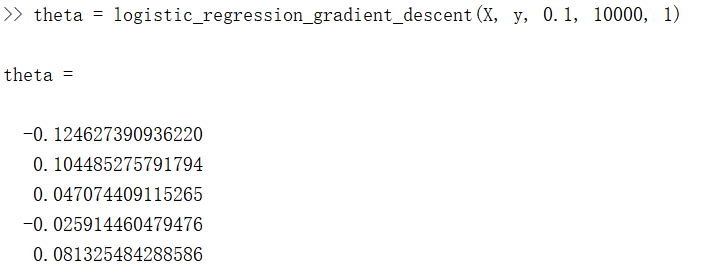 >> theta = logistic_regression_gradient_descent(X, y, 0.1, 10000, 1)
theta =
-0.124627390936220
0.104485275791794
0.047074409115265
-0.025914460479476
0.081325484288586